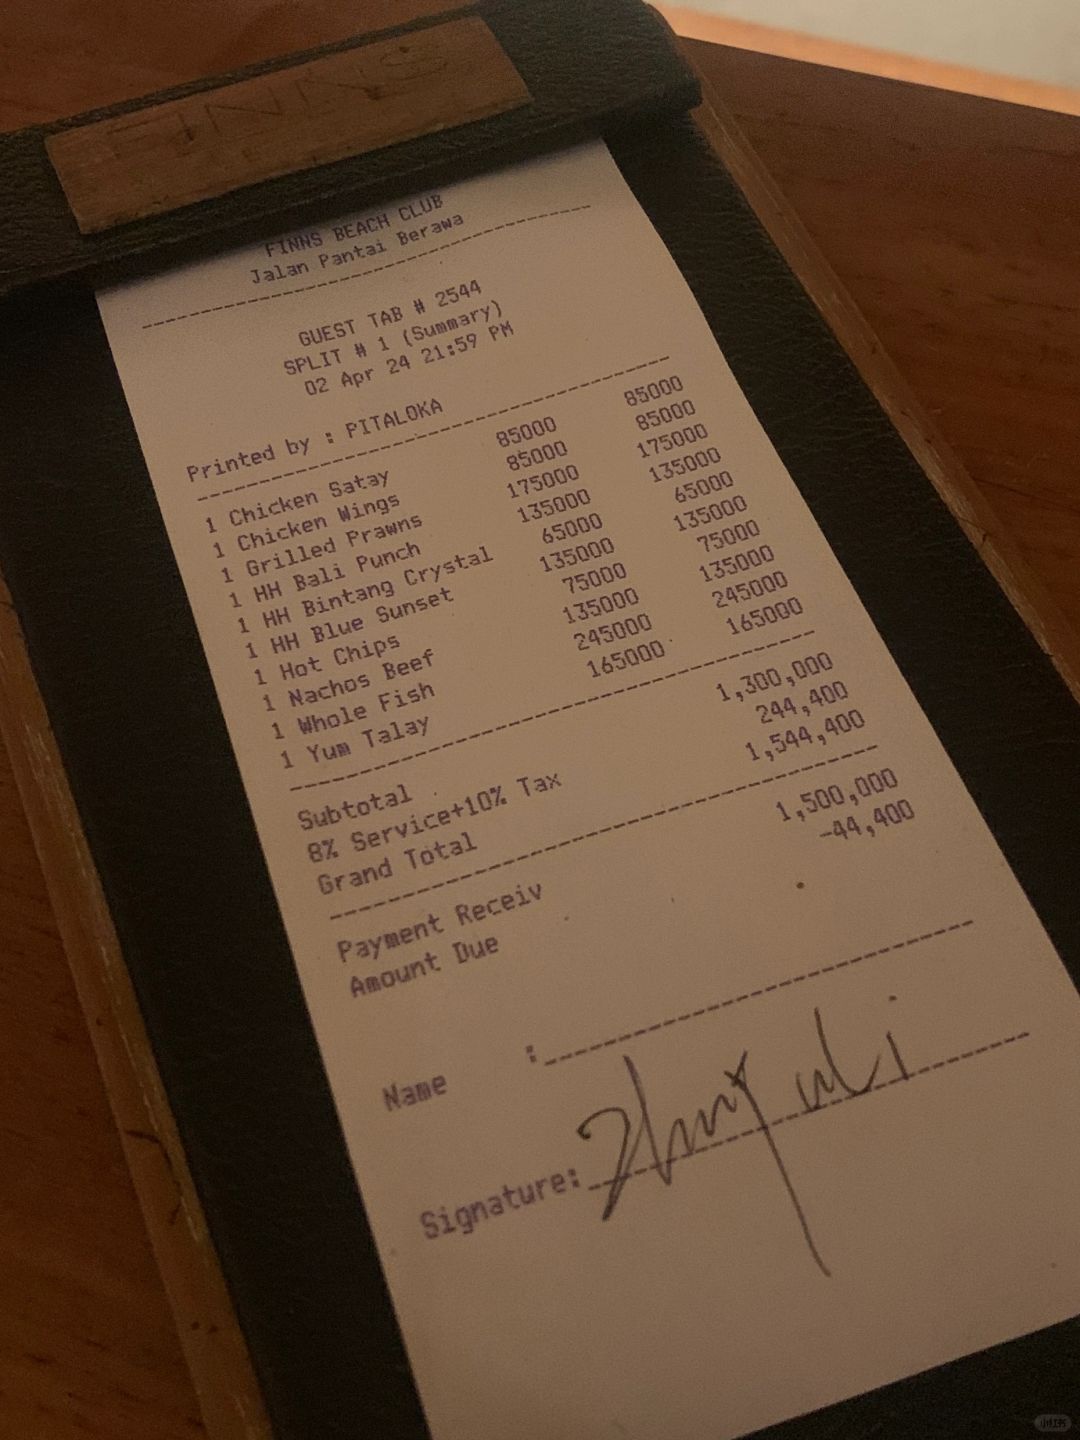 FINNS
FINNS BEACH CLUB
Jalan Pantai Berawa
GUEST TAB # 2544
SPLIT # 1 (Summary)
02 Apr 24 21:59 PM
Printed by : PITALOKA
1 Chicken Satay 85000 85000
1 Chicken Wings 85000 85000
1 Grilled Prawns 175000 175000
1 HH Bali Punch 135000 135000
1 HH Bintang Crystal 65000 65000
1 HH Blue Sunset 135000 135000
1 Hot Chips 75000 75000
1 Nachos Beef 135000 135000
1 Whole Fish 245000 245000
1 Yum Talay 165000 165000
Subtotal 1,300,000
8% Service+10% Tax 244,400
Grand Total 1,544,400
Payment Receiv 1,500,000
Amount Due -44,400
Name :
Signature:
小红书